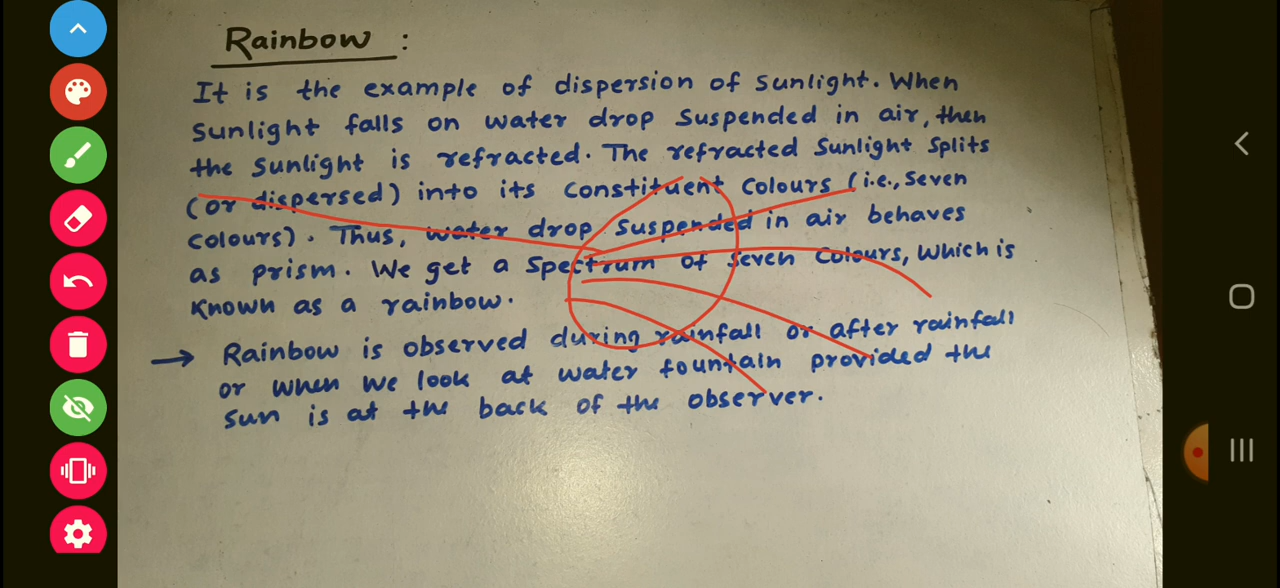 Rainbow :
It is the example of dispersion of Sunlight. When
Sunlight falls on water drop Suspended in air, then
the Sunlight is refracted. The refracted Sunlight Splits
(or dispersed) into its Constituent Colours (i.e., Seven
Colours). Thus, water drop Suspended in air behaves
as prism. We get a Spectrum of Seven Colours, which is
Known as a rainbow.
→ Rainbow is observed during rainfall or after rainfall
or when we look at water fountain provided the
Sun is at the back of the observer.